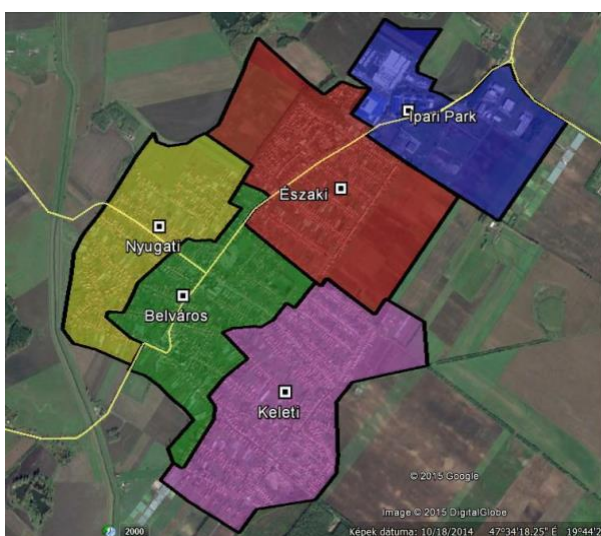 Ipari Park
Északi
Nyugati
Belváros
Keleti
© 2015 Google
Image © 2015 DigitalGlobe
2000
Képek dátuma: 10/18/2014 47°34'18.25" É 19°44'2